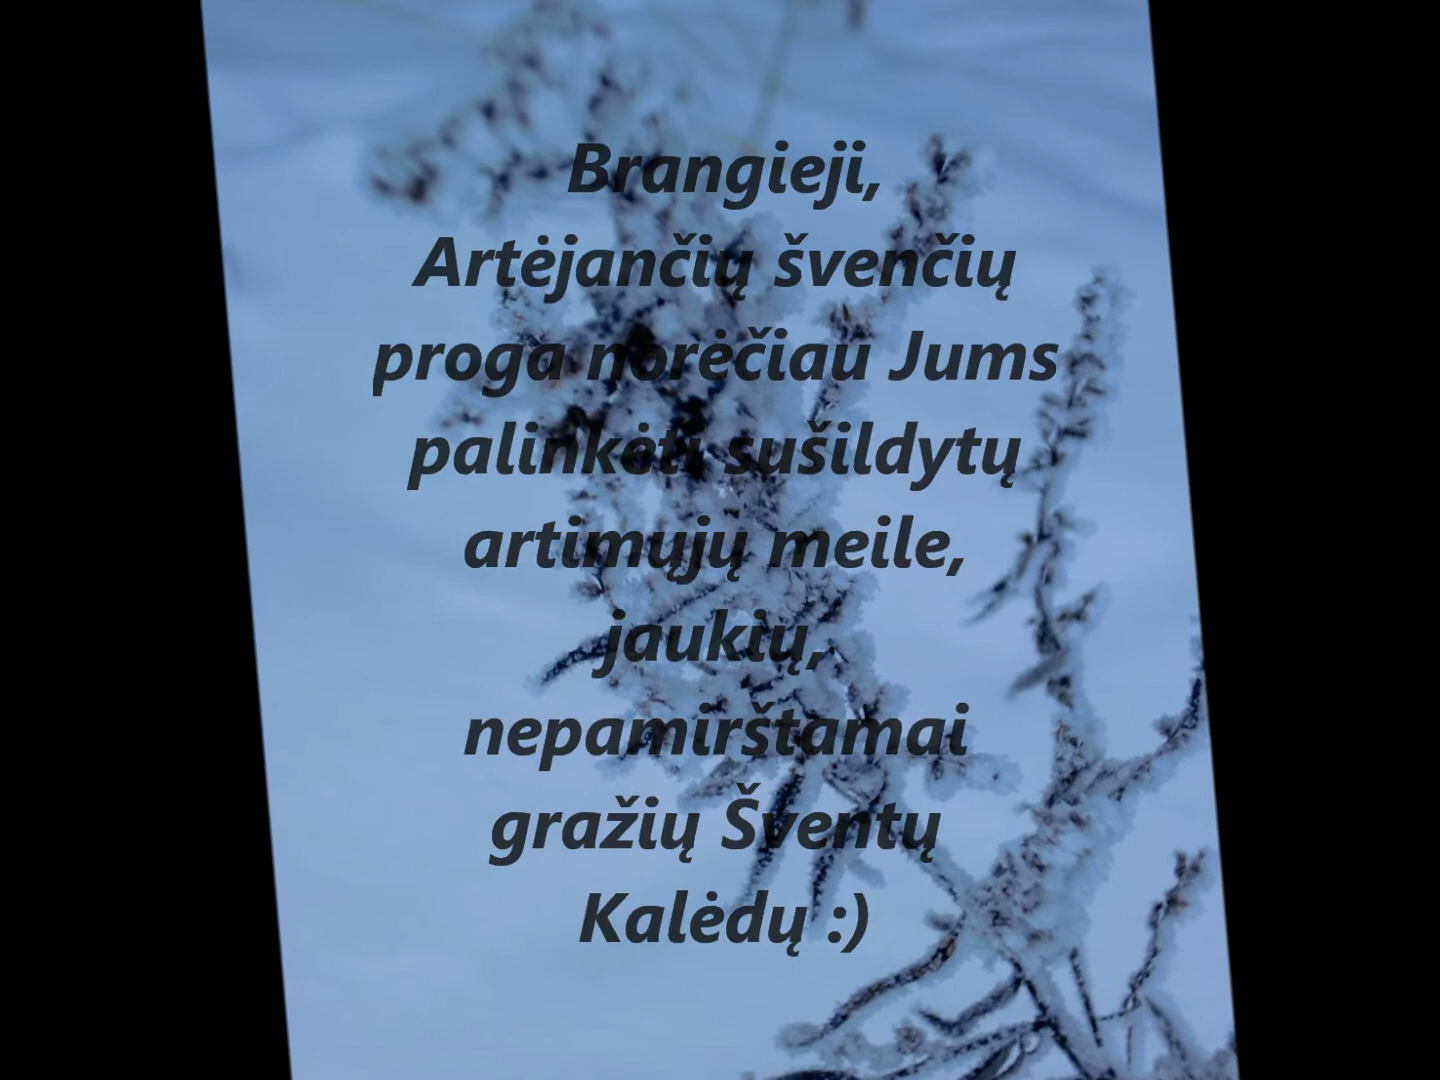 Brangieji,
Artėjančių švenčių
proga norėčiau Jums
palinkėti sušildytų
artimųjų meile,
jaukių,
nepamirštamai
gražių Šventų
Kalėdų :)